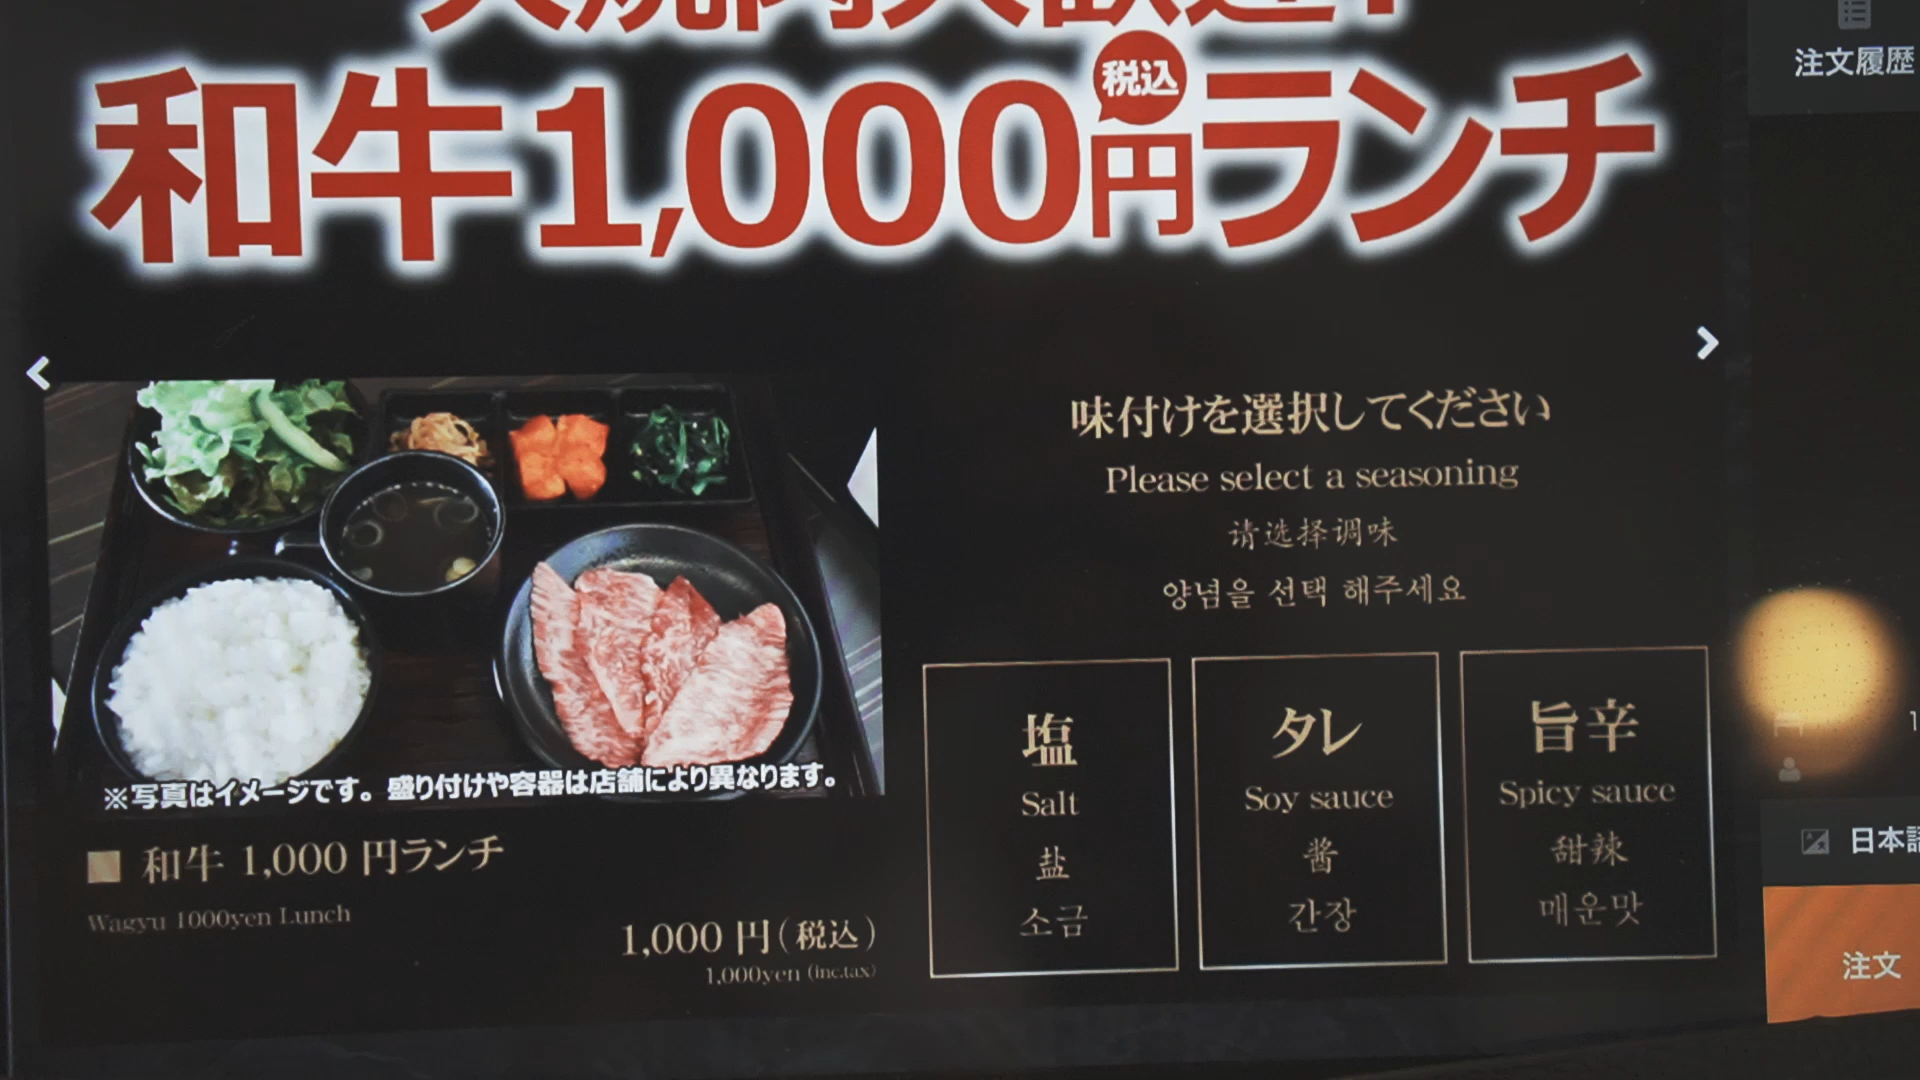 税込
和牛1,000円ランチ
注文履歴
味付けを選択してください
Please select a seasoning
请选择调味
양념을 선택 해주세요
※写真はイメージです。盛り付けや容器は店舗により異なります。
和牛 1,000 円ランチ
Wagyu 1000yen Lunch
1,000 円(税込)
1,000yen (inc.tax)
塩
Salt
盐
소금
タレ
Soy sauce
酱
간장
旨辛
Spicy sauce
甜辣
매운맛
日本語
注文